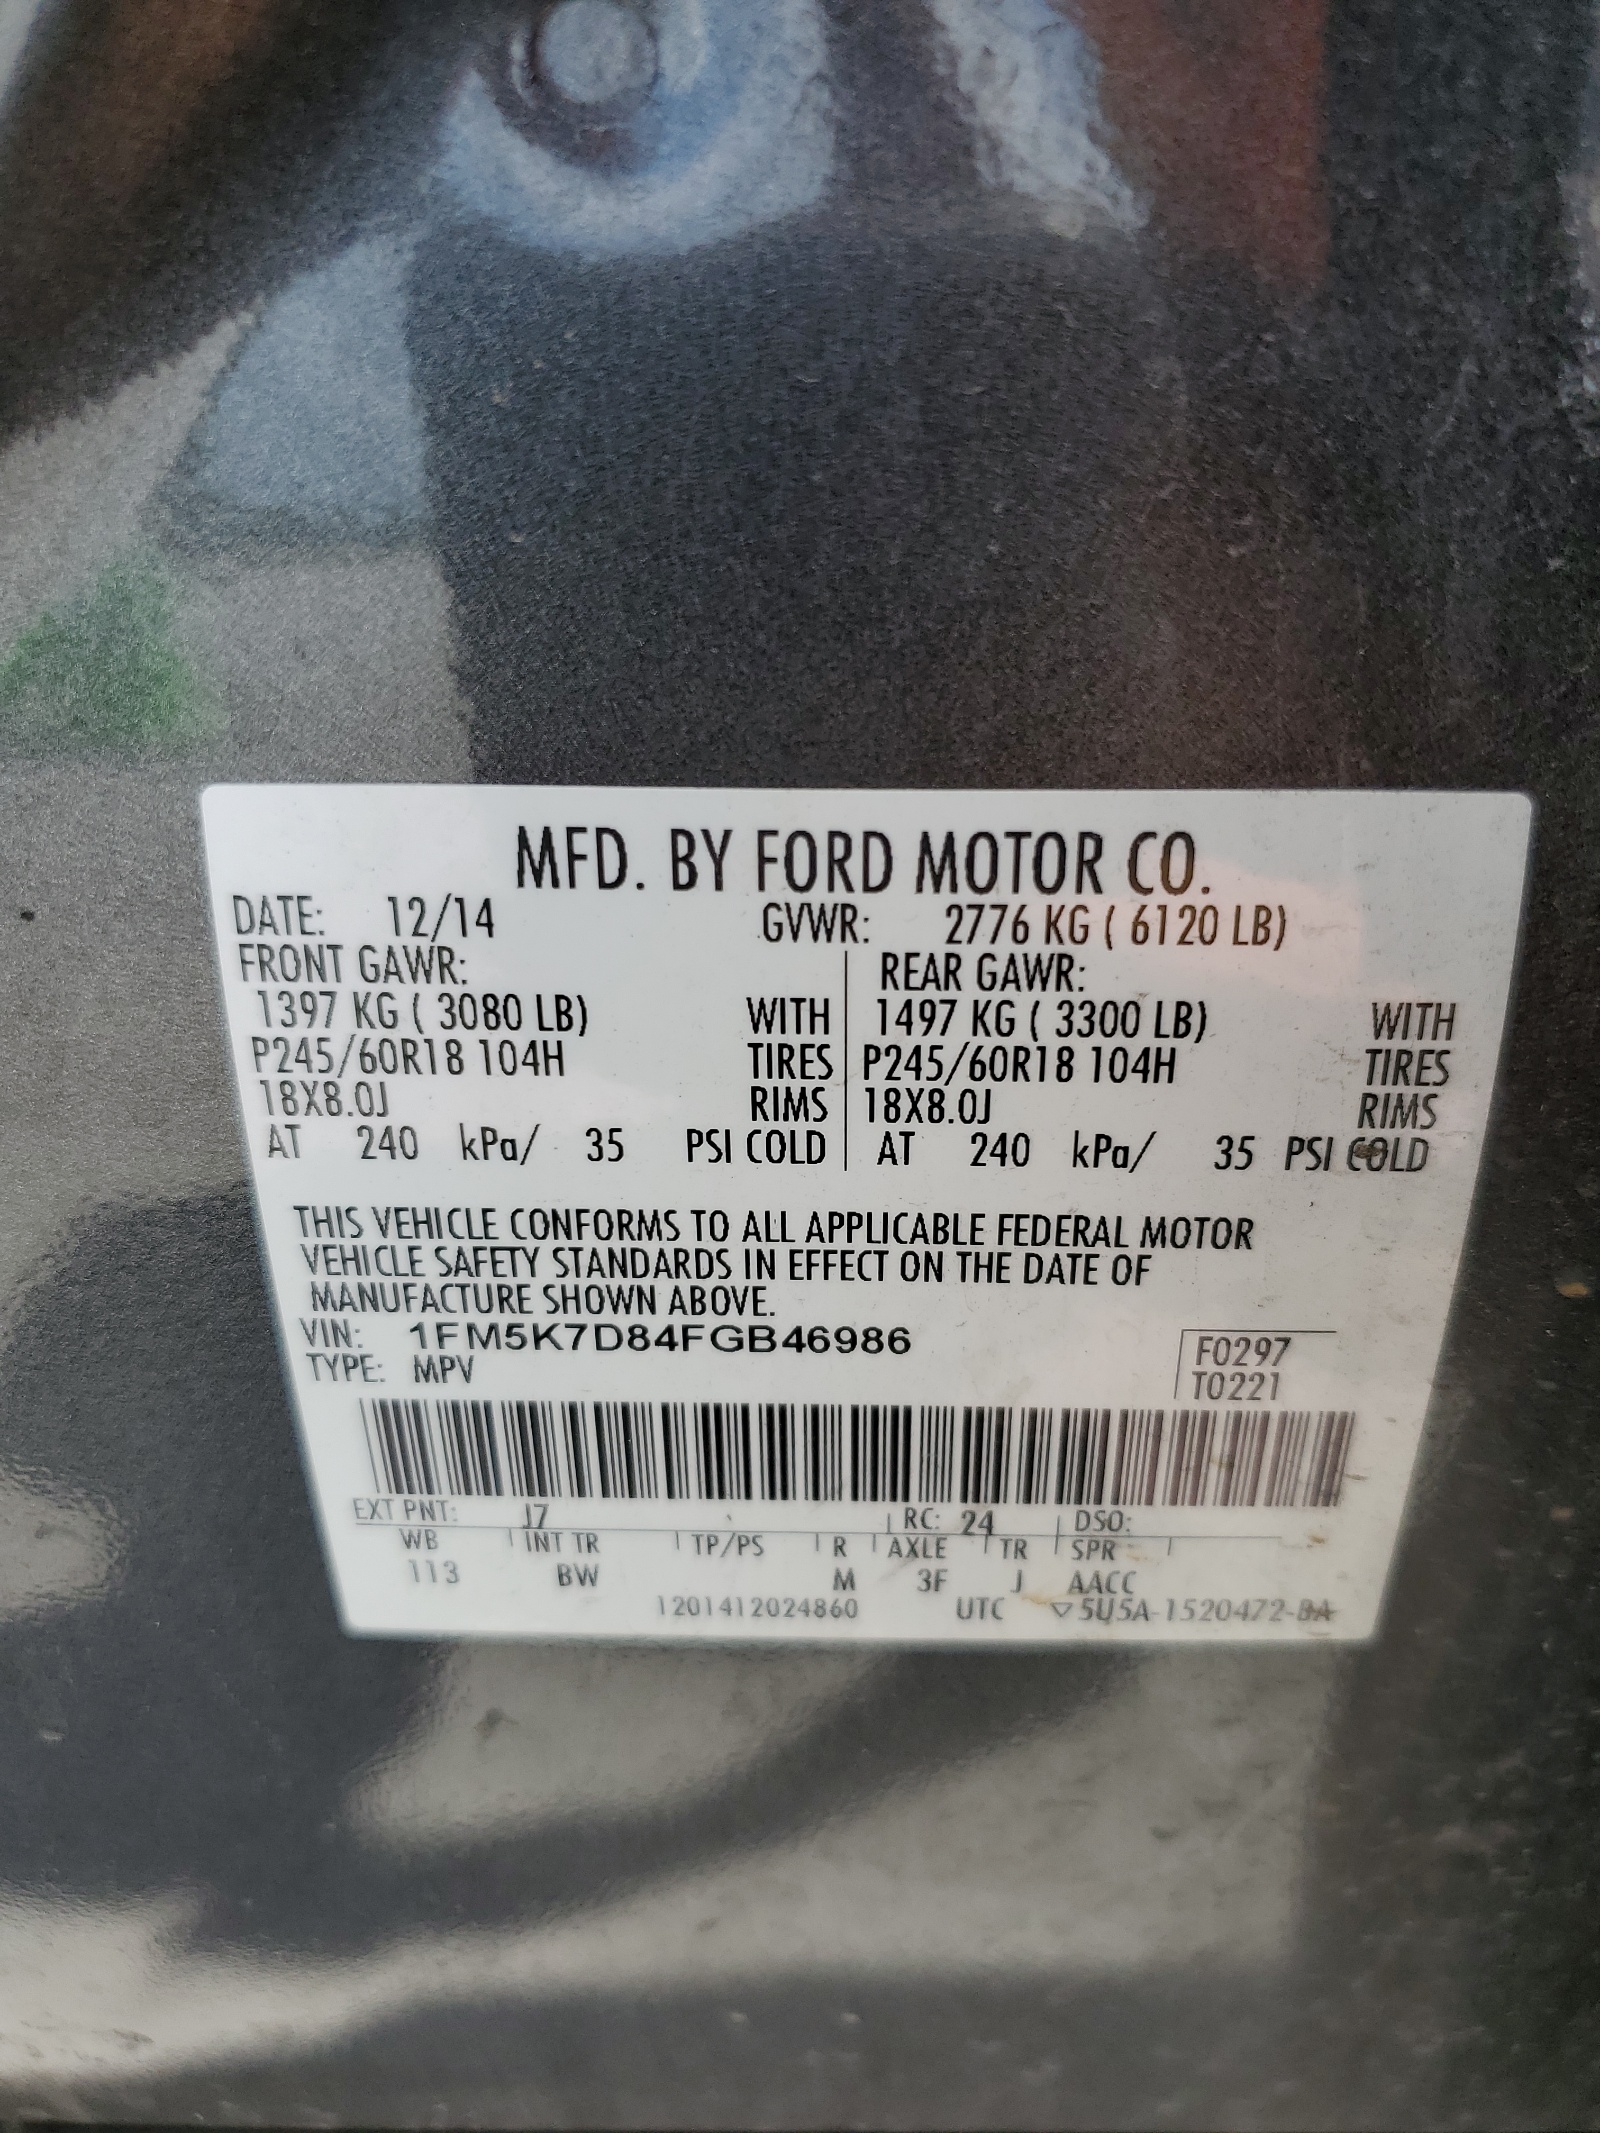 MFD. BY FORD MOTOR CO.
DATE: 12/14 GVWR: 2776 KG ( 6120 LB)
FRONT GAWR: REAR GAWR:
1397 KG ( 3080 LB) WITH 1497 KG ( 3300 LB) WITH
P245/60R18 104H TIRES P245/60R18 104H TIRES
18X8.0J RIMS 18X8.0J RIMS
AT 240 kPa/ 35 PSI COLD AT 240 kPa/ 35 PSI COLD
THIS VEHICLE CONFORMS TO ALL APPLICABLE FEDERAL MOTOR
VEHICLE SAFETY STANDARDS IN EFFECT ON THE DATE OF
MANUFACTURE SHOWN ABOVE.
VIN: 1FM5K7D84FGB46986 F0297
TYPE: MPV T0221
EXT PNT: J7 RC: 24 DSO:
WB INT TR TP/PS R AXLE TR SPR
113 BW M 3F J AACC
1201412024860 UTC ▽5U5A-1520472-BA